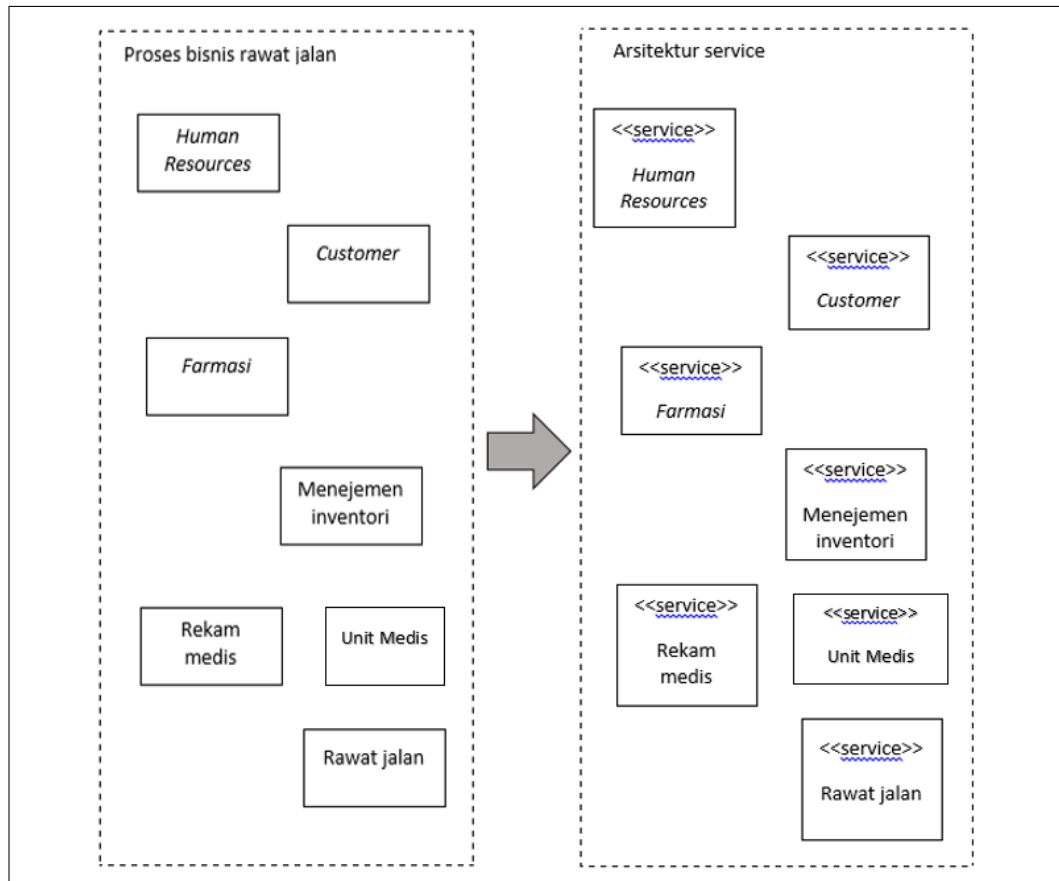 Proses bisnis rawat jalan
Human
Resources
Customer
Farmasi
Menejemen
inventori
Rekam
medis
Unit Medis
Rawat jalan
Arsitektur service
<<service>>
Human
Resources
<<service>>
Customer
<<service>>
Farmasi
<<service>>
Menejemen
inventori
<<service>>
Rekam
medis
<<service>>
Unit Medis
<<service>>
Rawat jalan